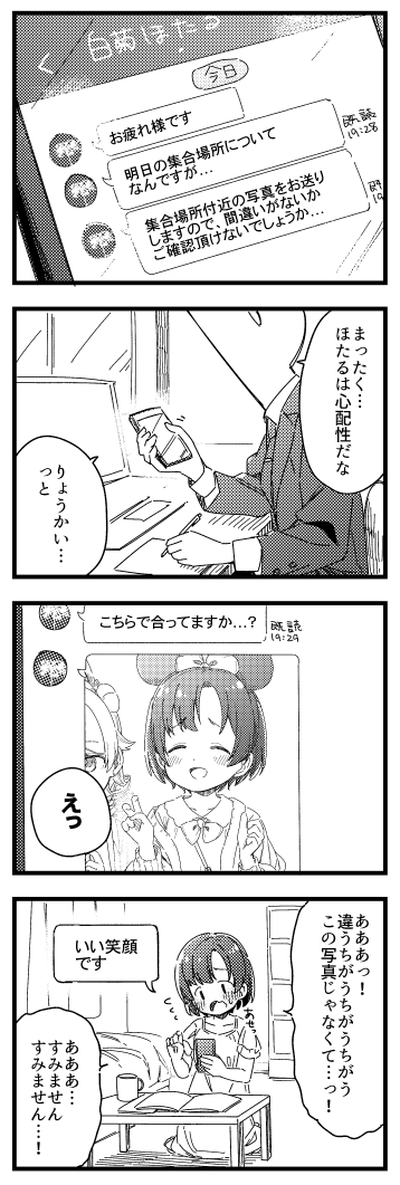 く 白菊ほたる
今日
お疲れ様です
明日の集合場所について
なんですが…
既読
19:28
集合場所付近の写真をお送り
しますので、間違いがないか
ご確認頂けないでしょうか…
既
19
まったく…
ほたるは心配性だな
りょうかい…
っと
こちらで合ってますか…?
既読
19:29
えっ
あああっ!
違うちがうちがうちがう
この写真じゃなくて…っ!
いい笑顔
です
あせっ
あああ…
すみません
すみません…!